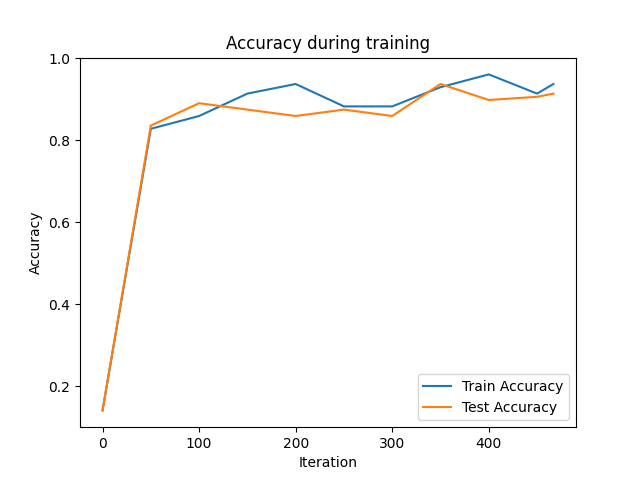 Accuracy during training
1.0
0.8
0.6
0.4
0.2
Accuracy
0 100 200 300 400
Iteration
Train Accuracy
Test Accuracy